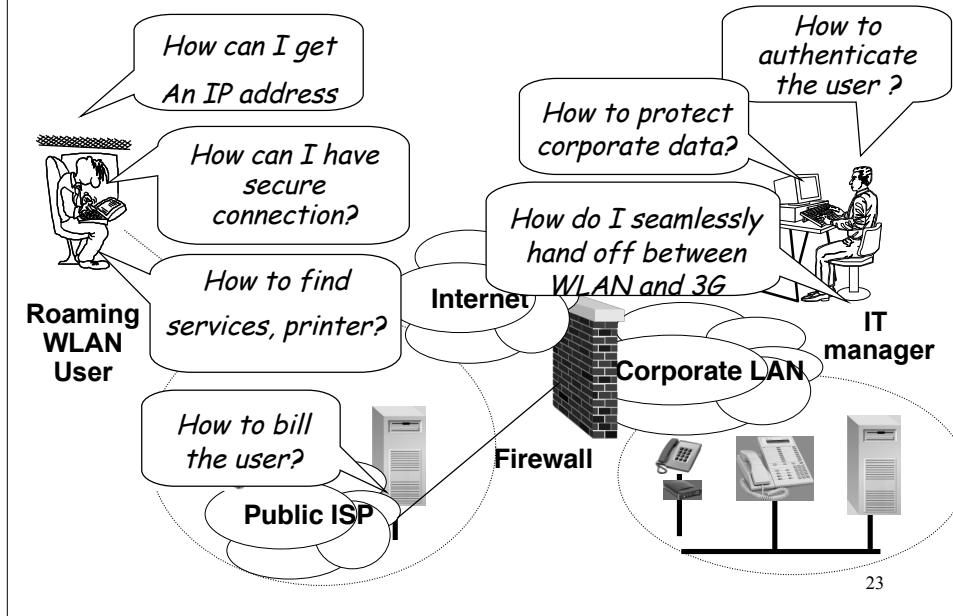 How can I get
An IP address
How to
authenticate
the user ?
How to protect
corporate data?
How can I have
secure
connection?
How do I seamlessly
hand off between
WLAN and 3G
How to find
services, printer?
Internet
Roaming
WLAN
User
IT
manager
Corporate LAN
How to bill
the user?
Firewall
Public ISP
23